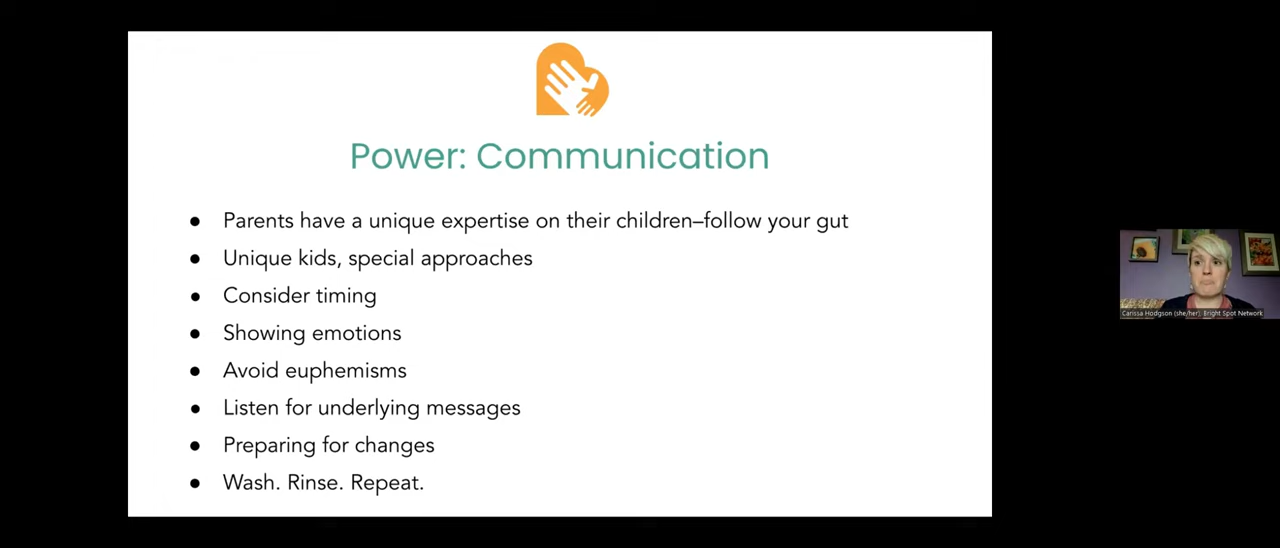 Power: Communication
● Parents have a unique expertise on their children–follow your gut
● Unique kids, special approaches
● Consider timing
● Showing emotions
● Avoid euphemisms
● Listen for underlying messages
● Preparing for changes
● Wash. Rinse. Repeat.
Carissa Hodgson (she/her), Bright Spot Network